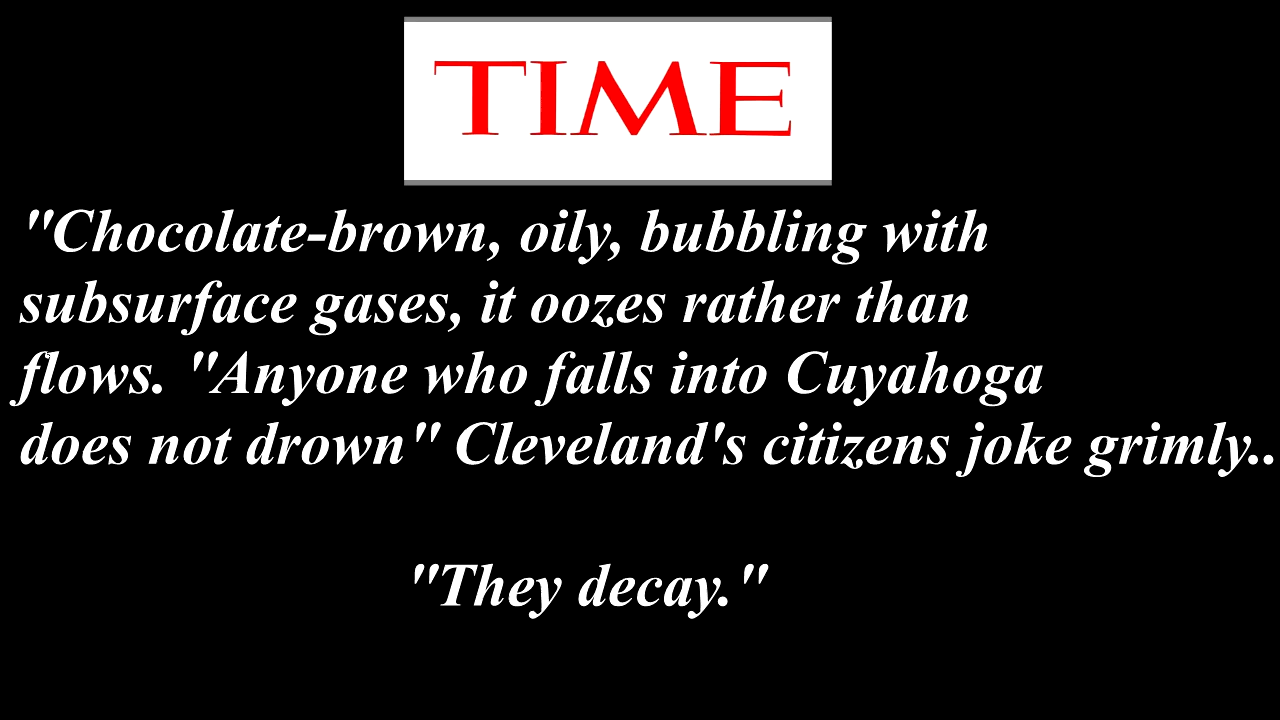 TIME
"Chocolate-brown, oily, bubbling with
subsurface gases, it oozes rather than
flows. "Anyone who falls into Cuyahoga
does not drown" Cleveland's citizens joke grimly..
"They decay."